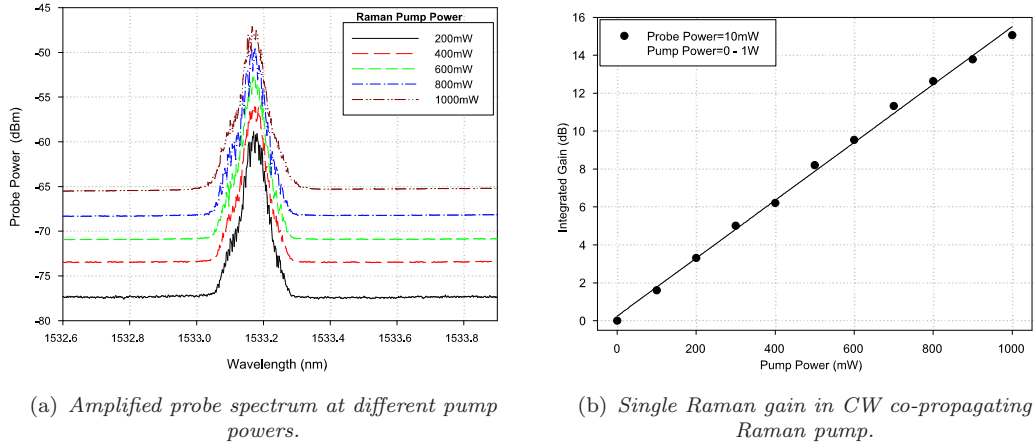 Raman Pump Power
200mW
400mW
600mW
800mW
1000mW
-45
-50
-55
-60
-65
-70
-75
-80
Probe Power (dBm)
1532.6
1532.8
1533.0
1533.2
1533.4
1533.6
1533.8
Wavelength (nm)
(a) Amplified probe spectrum at different pump
powers.
Probe Power=10mW
Pump Power=0 - 1W
16
14
12
10
8
6
4
2
0
Integrated Gain (dB)
0
200
400
600
800
1000
Pump Power (mW)
(b) Single Raman gain in CW co-propagating
Raman pump.